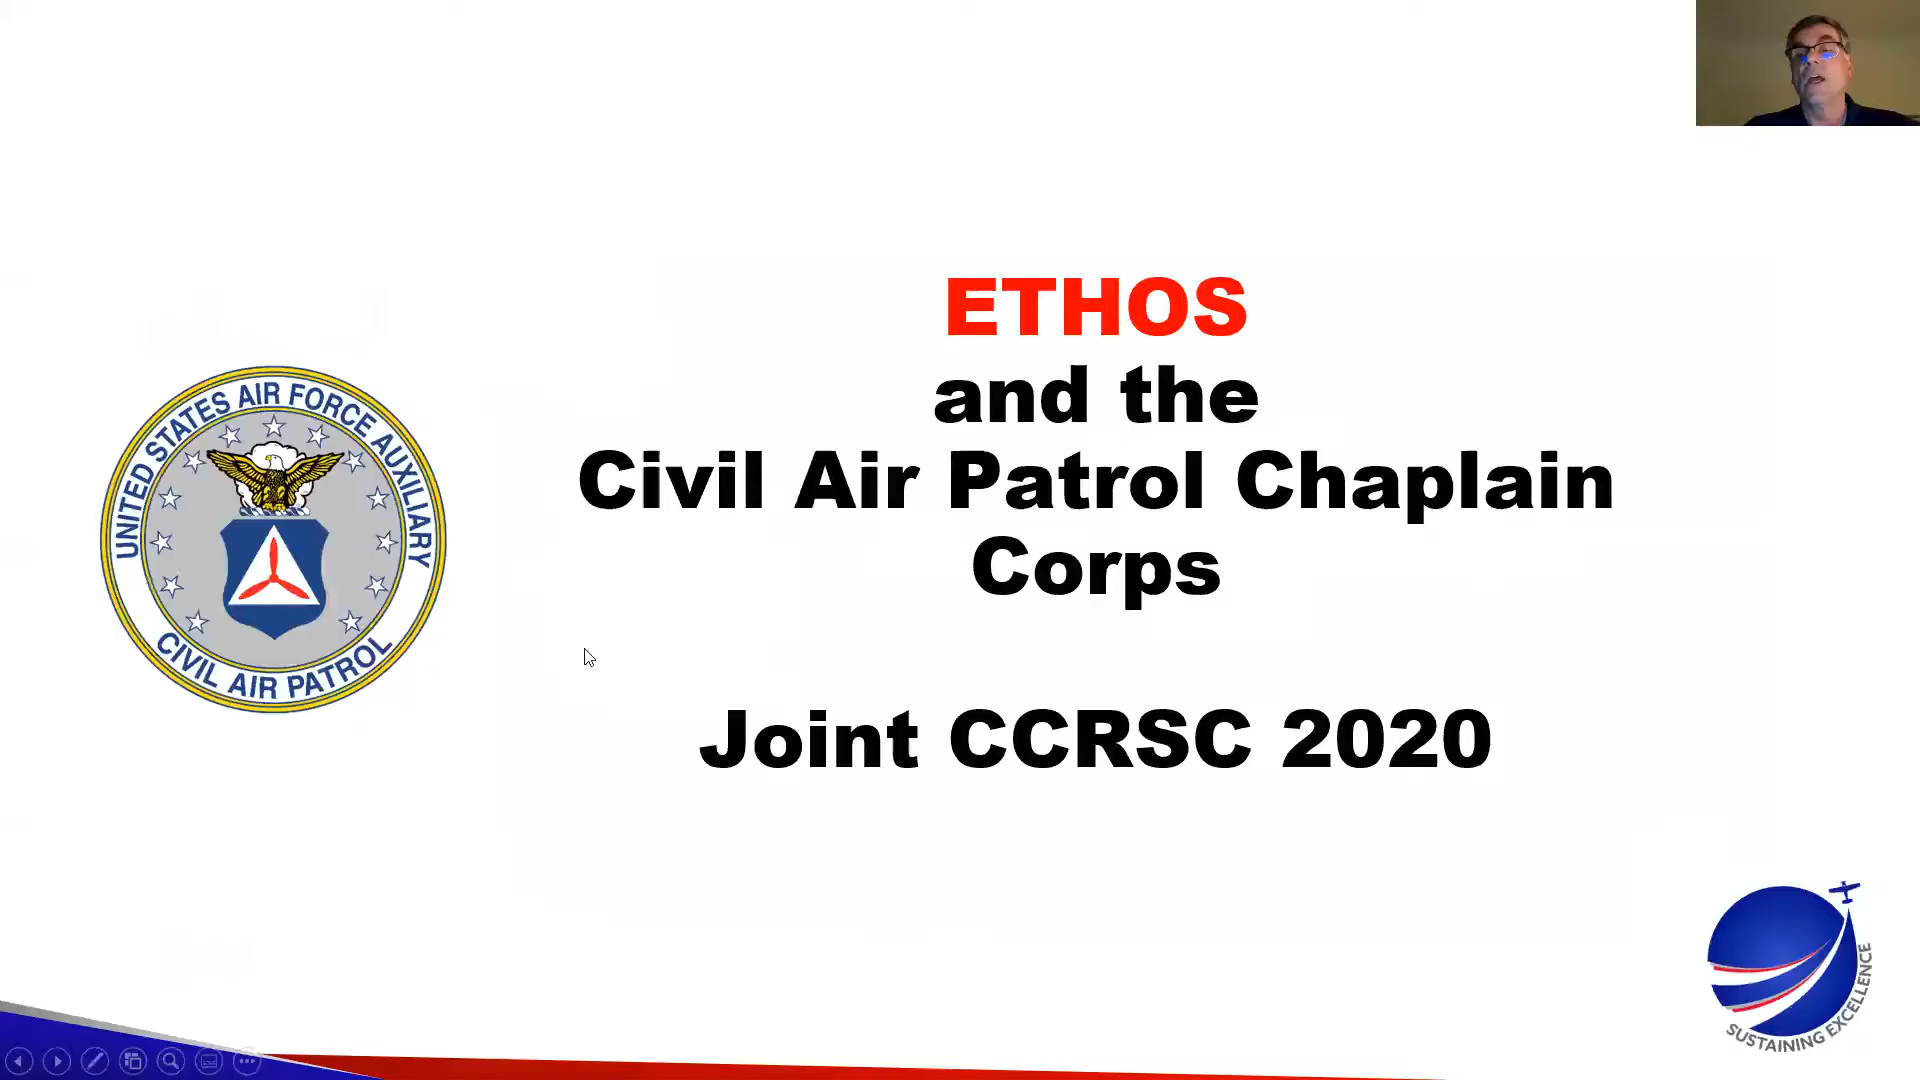 ETHOS
and the
Civil Air Patrol Chaplain
Corps
Joint CCRSC 2020
UNITED STATES AIR FORCE AUXILIARY
CIVIL AIR PATROL
SUSTAINING EXCELLENCE